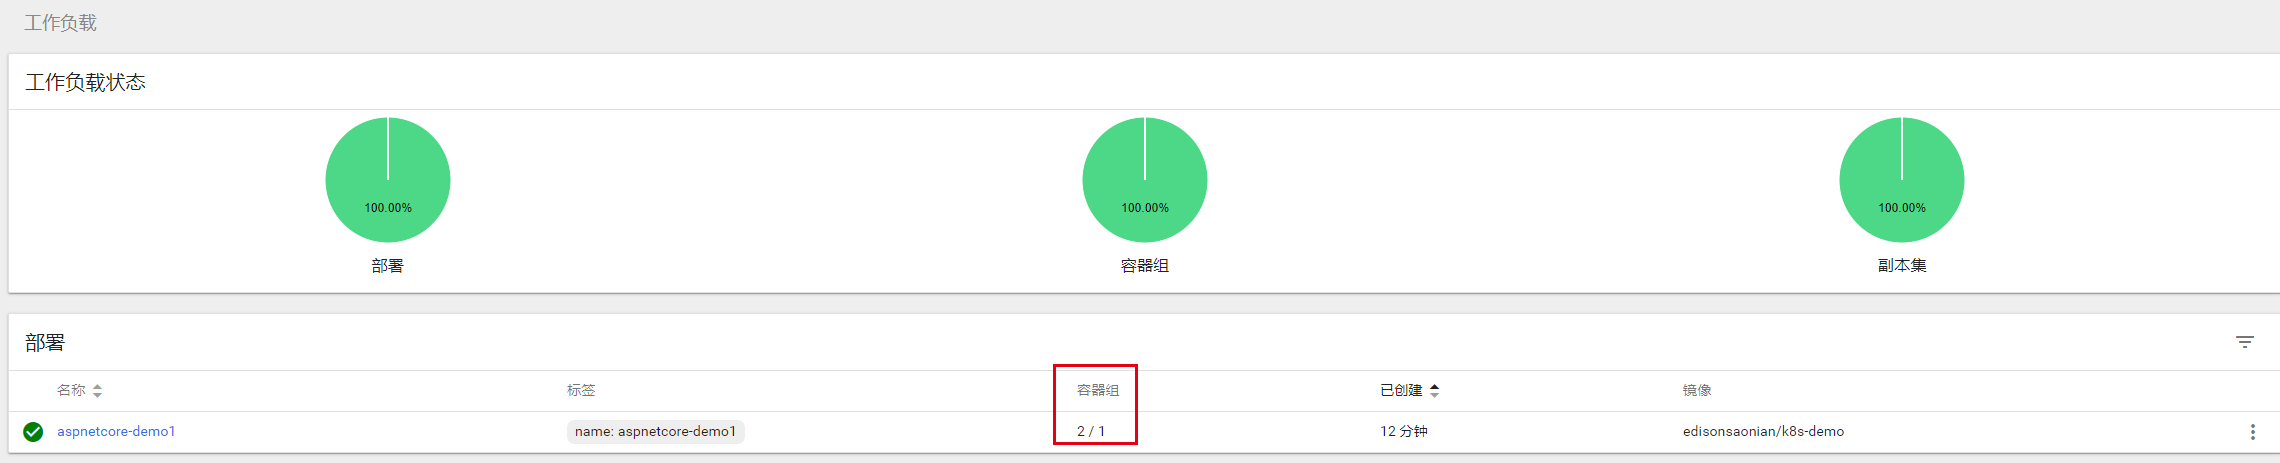 工作负载
工作负载状态
100.00% 100.00% 100.00%
部署 容器组 副本集
部署
名称 标签 容器组 已创建 镜像
aspnetcore-demo1 name: aspnetcore-demo1 2 / 1 12 分钟 edisonsaonian/k8s-demo